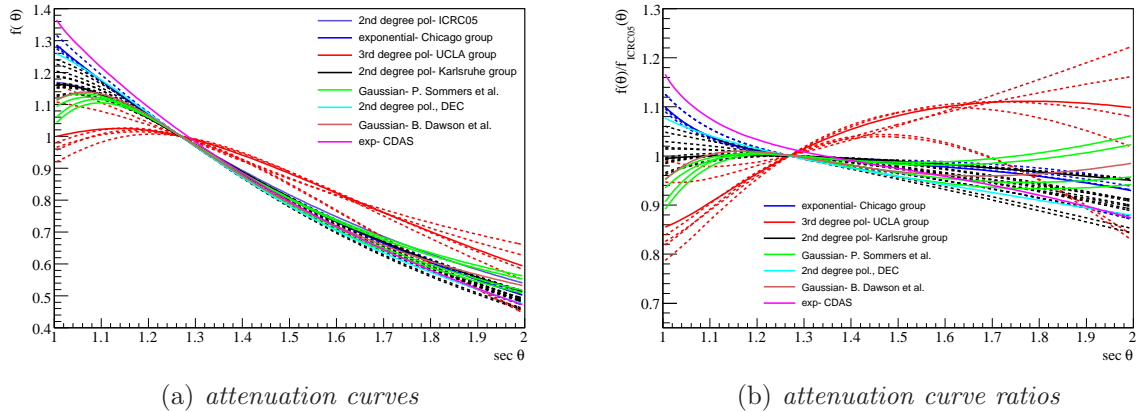 f( θ)
1.4
1.3
1.2
1.1
1
0.9
0.8
0.7
0.6
0.5
0.4
1 1.1 1.2 1.3 1.4 1.5 1.6 1.7 1.8 1.9 2
sec θ
2nd degree pol- ICRC05
exponential- Chicago group
3rd degree pol- UCLA group
2nd degree pol- Karlsruhe group
Gaussian- P. Sommers et al.
2nd degree pol., DEC
Gaussian- B. Dawson et al.
exp- CDAS
(a) attenuation curves
f(θ)/f ICRC05(θ)
1.3
1.2
1.1
1
0.9
0.8
0.7
1 1.1 1.2 1.3 1.4 1.5 1.6 1.7 1.8 1.9 2
sec θ
exponential- Chicago group
3rd degree pol- UCLA group
2nd degree pol- Karlsruhe group
Gaussian- P. Sommers et al.
2nd degree pol., DEC
Gaussian- B. Dawson et al.
exp- CDAS
(b) attenuation curve ratios